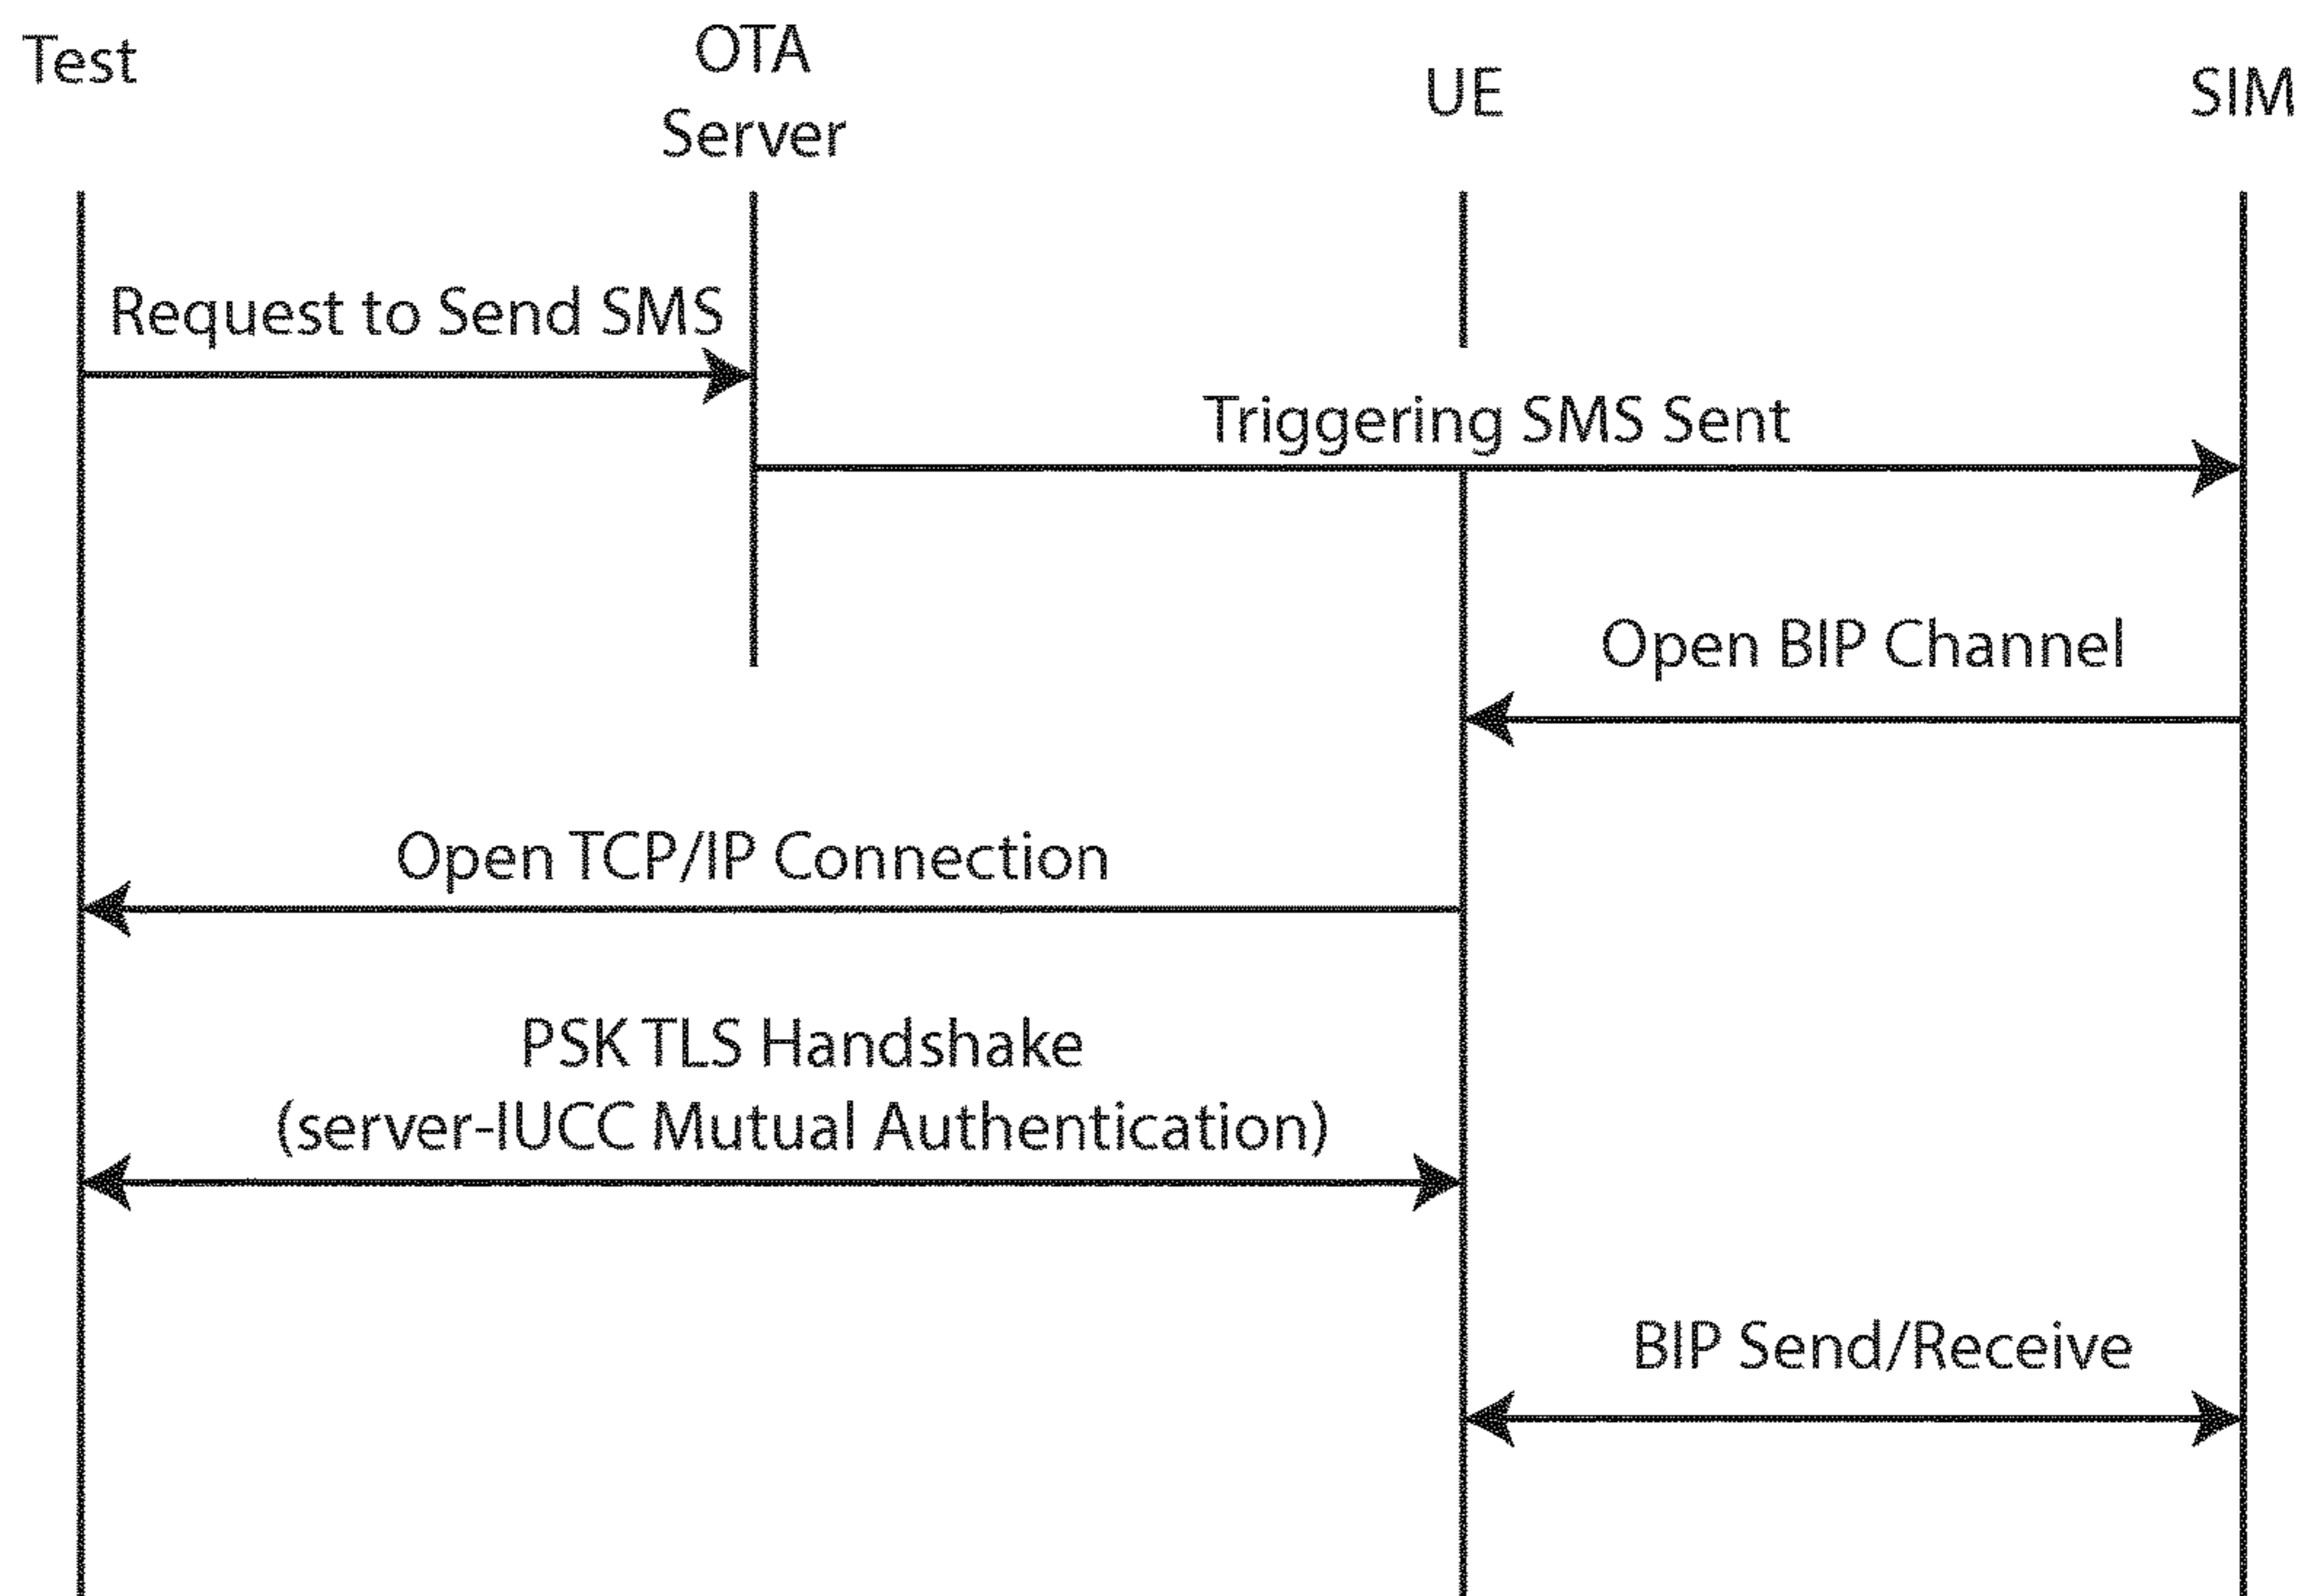 Test
OTA
Server
UE
SIM
Request to Send SMS
Triggering SMS Sent
Open BIP Channel
Open TCP/IP Connection
PSK TLS Handshake
(server-IUCC Mutual Authentication)
BIP Send/Receive